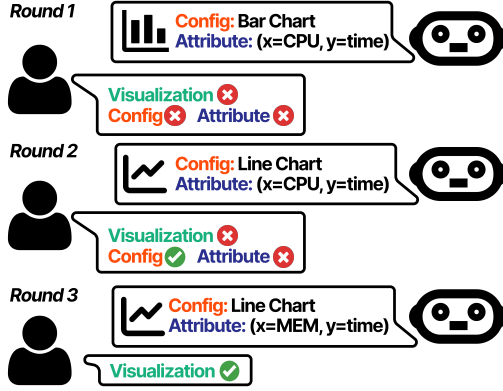 Round 1
Config: Bar Chart
Attribute: (x=CPU, y=time)
Visualization
Config Attribute
Round 2
Config: Line Chart
Attribute: (x=CPU, y=time)
Visualization
Config Attribute
Round 3
Config: Line Chart
Attribute: (x=MEM, y=time)
Visualization